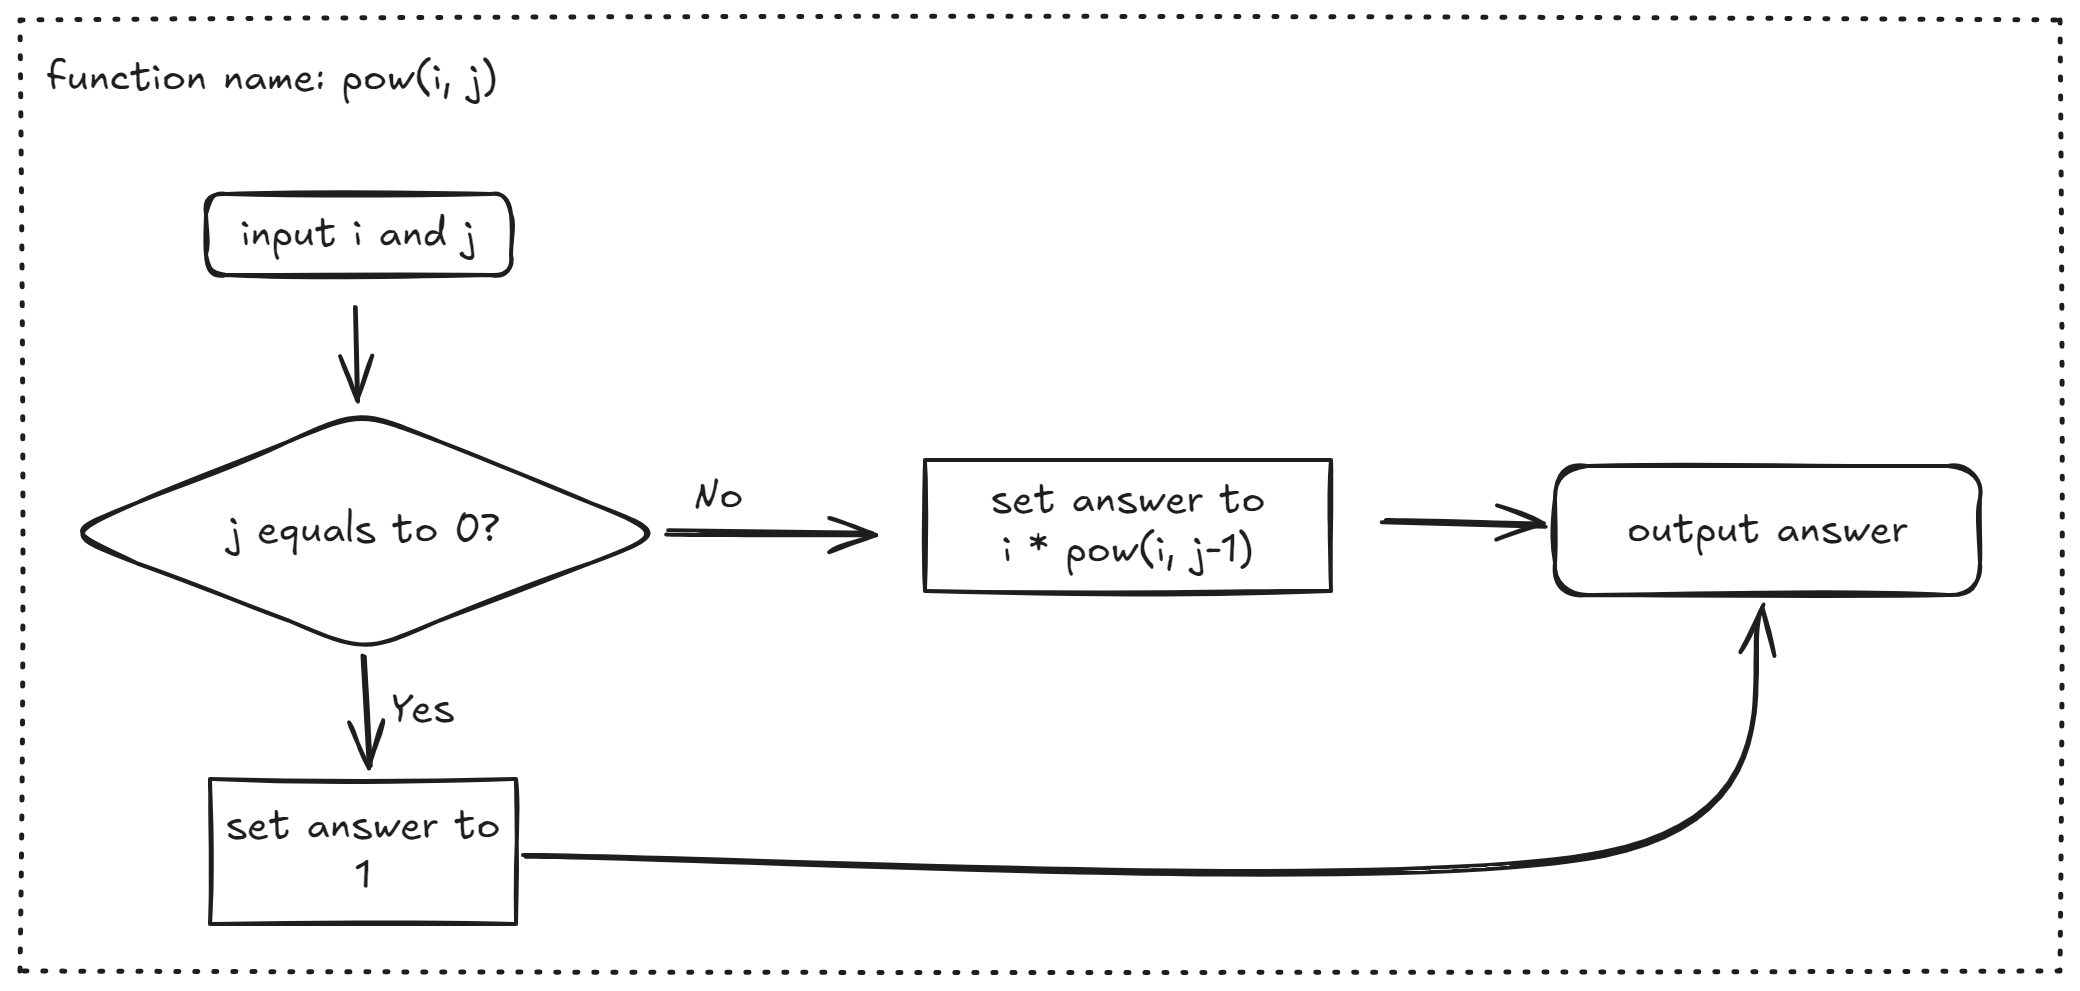 function name: pow(i, j)
input i and j
j equals to 0?
No
set answer to
i * pow(i, j-1)
output answer
Yes
set answer to
1